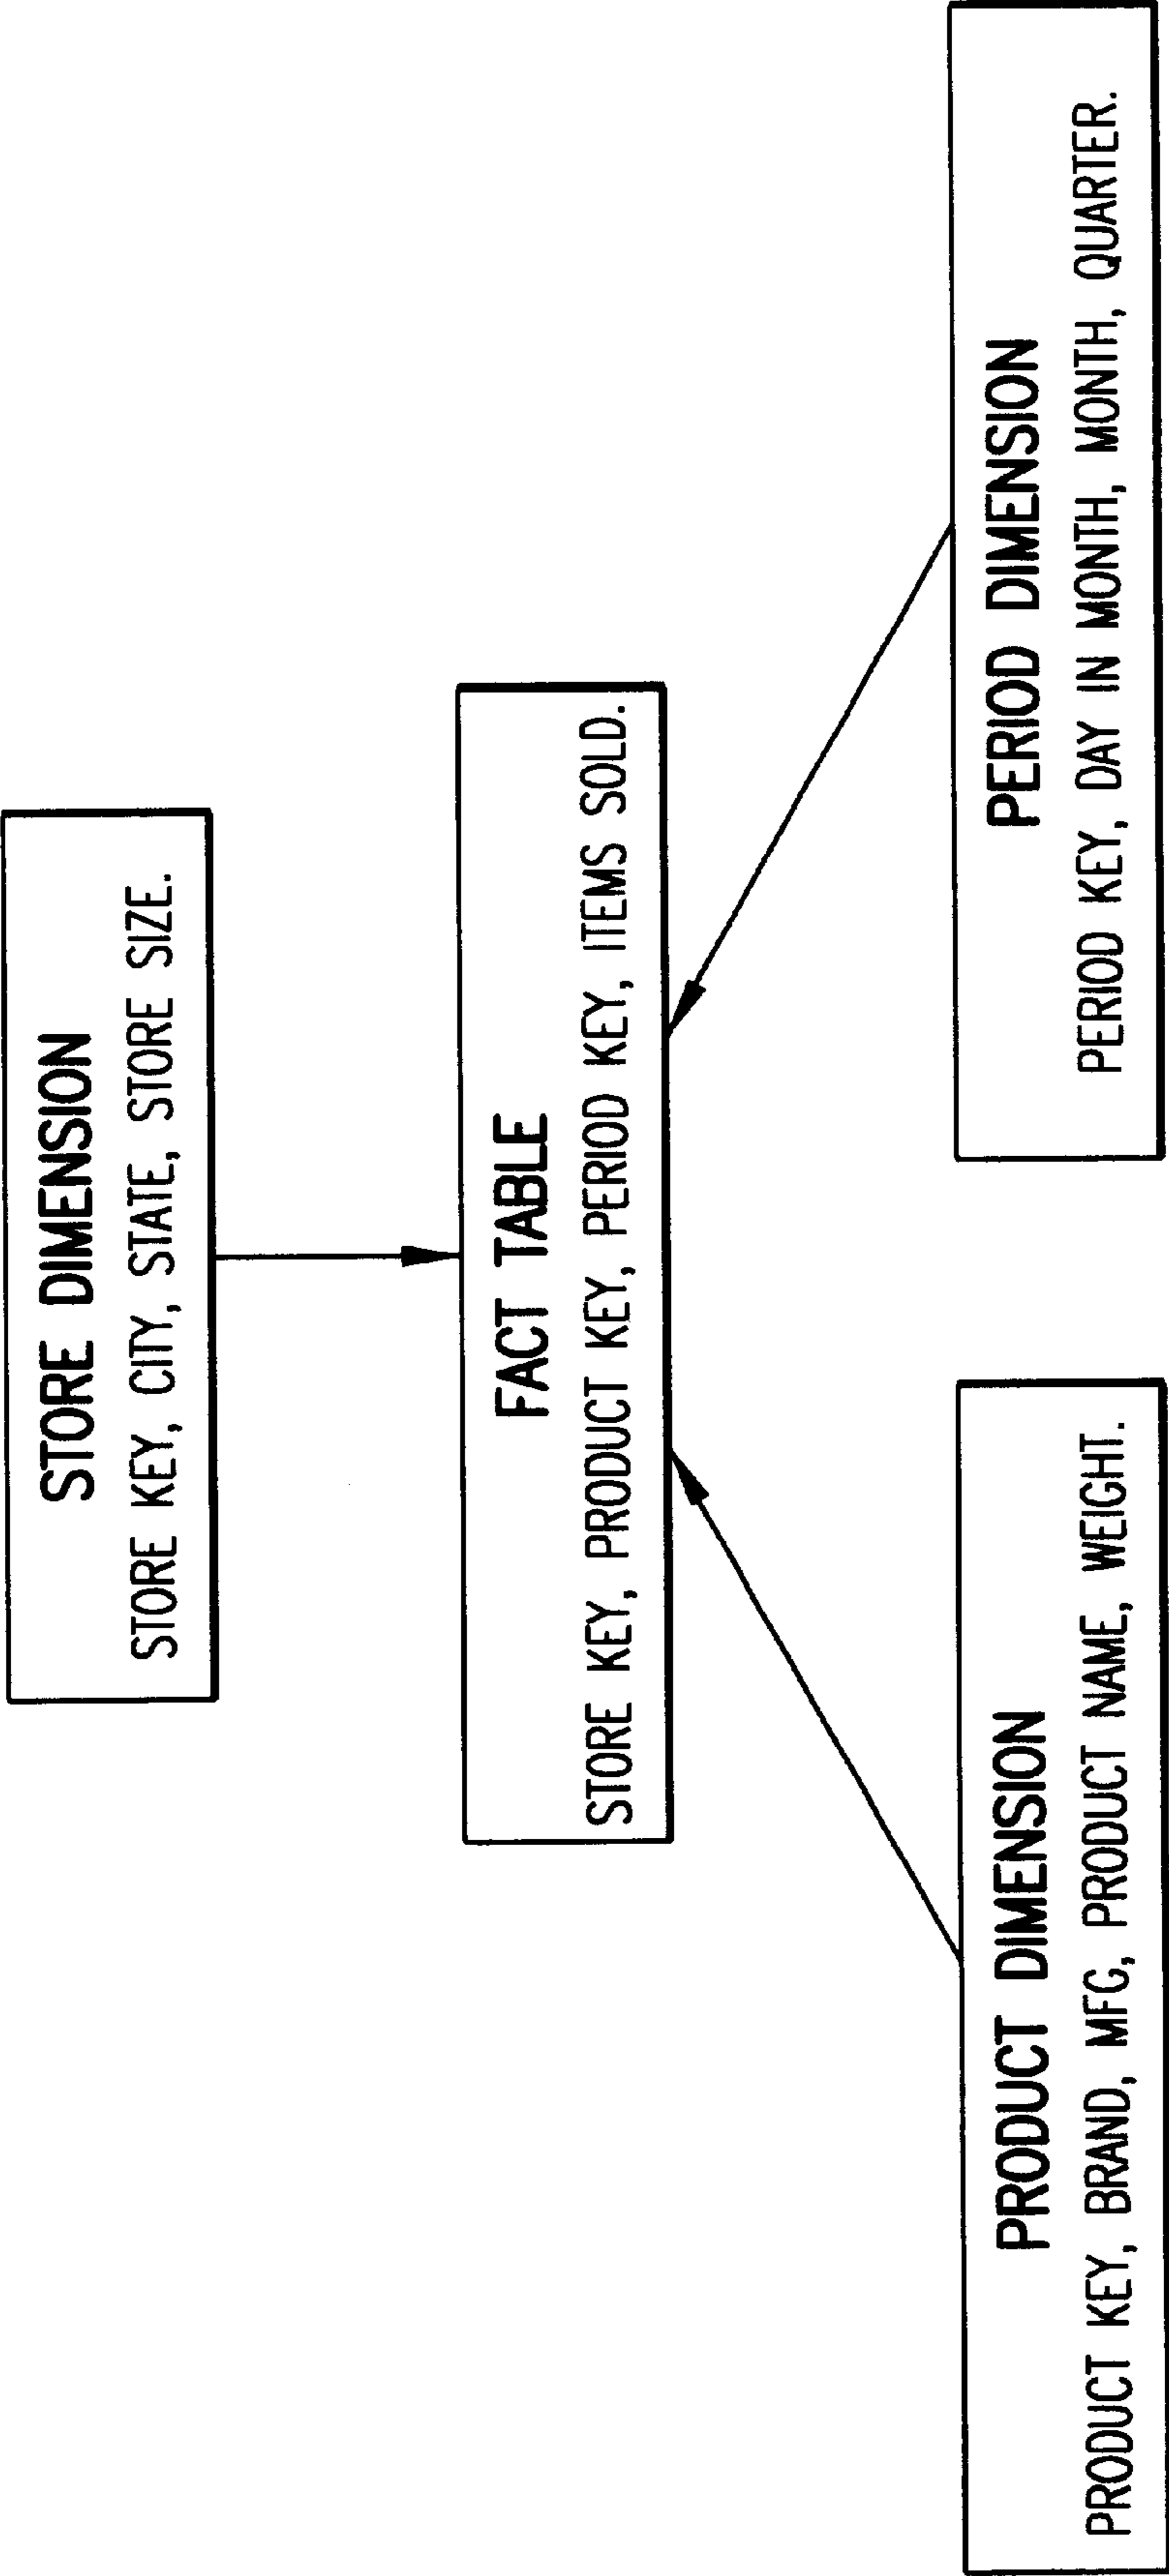 STORE DIMENSION
STORE KEY, CITY, STATE, STORE SIZE.
FACT TABLE
STORE KEY, PRODUCT KEY, PERIOD KEY, ITEMS SOLD.
PRODUCT DIMENSION
PRODUCT KEY, BRAND, MFG, PRODUCT NAME, WEIGHT.
PERIOD DIMENSION
PERIOD KEY, DAY IN MONTH, MONTH, QUARTER.